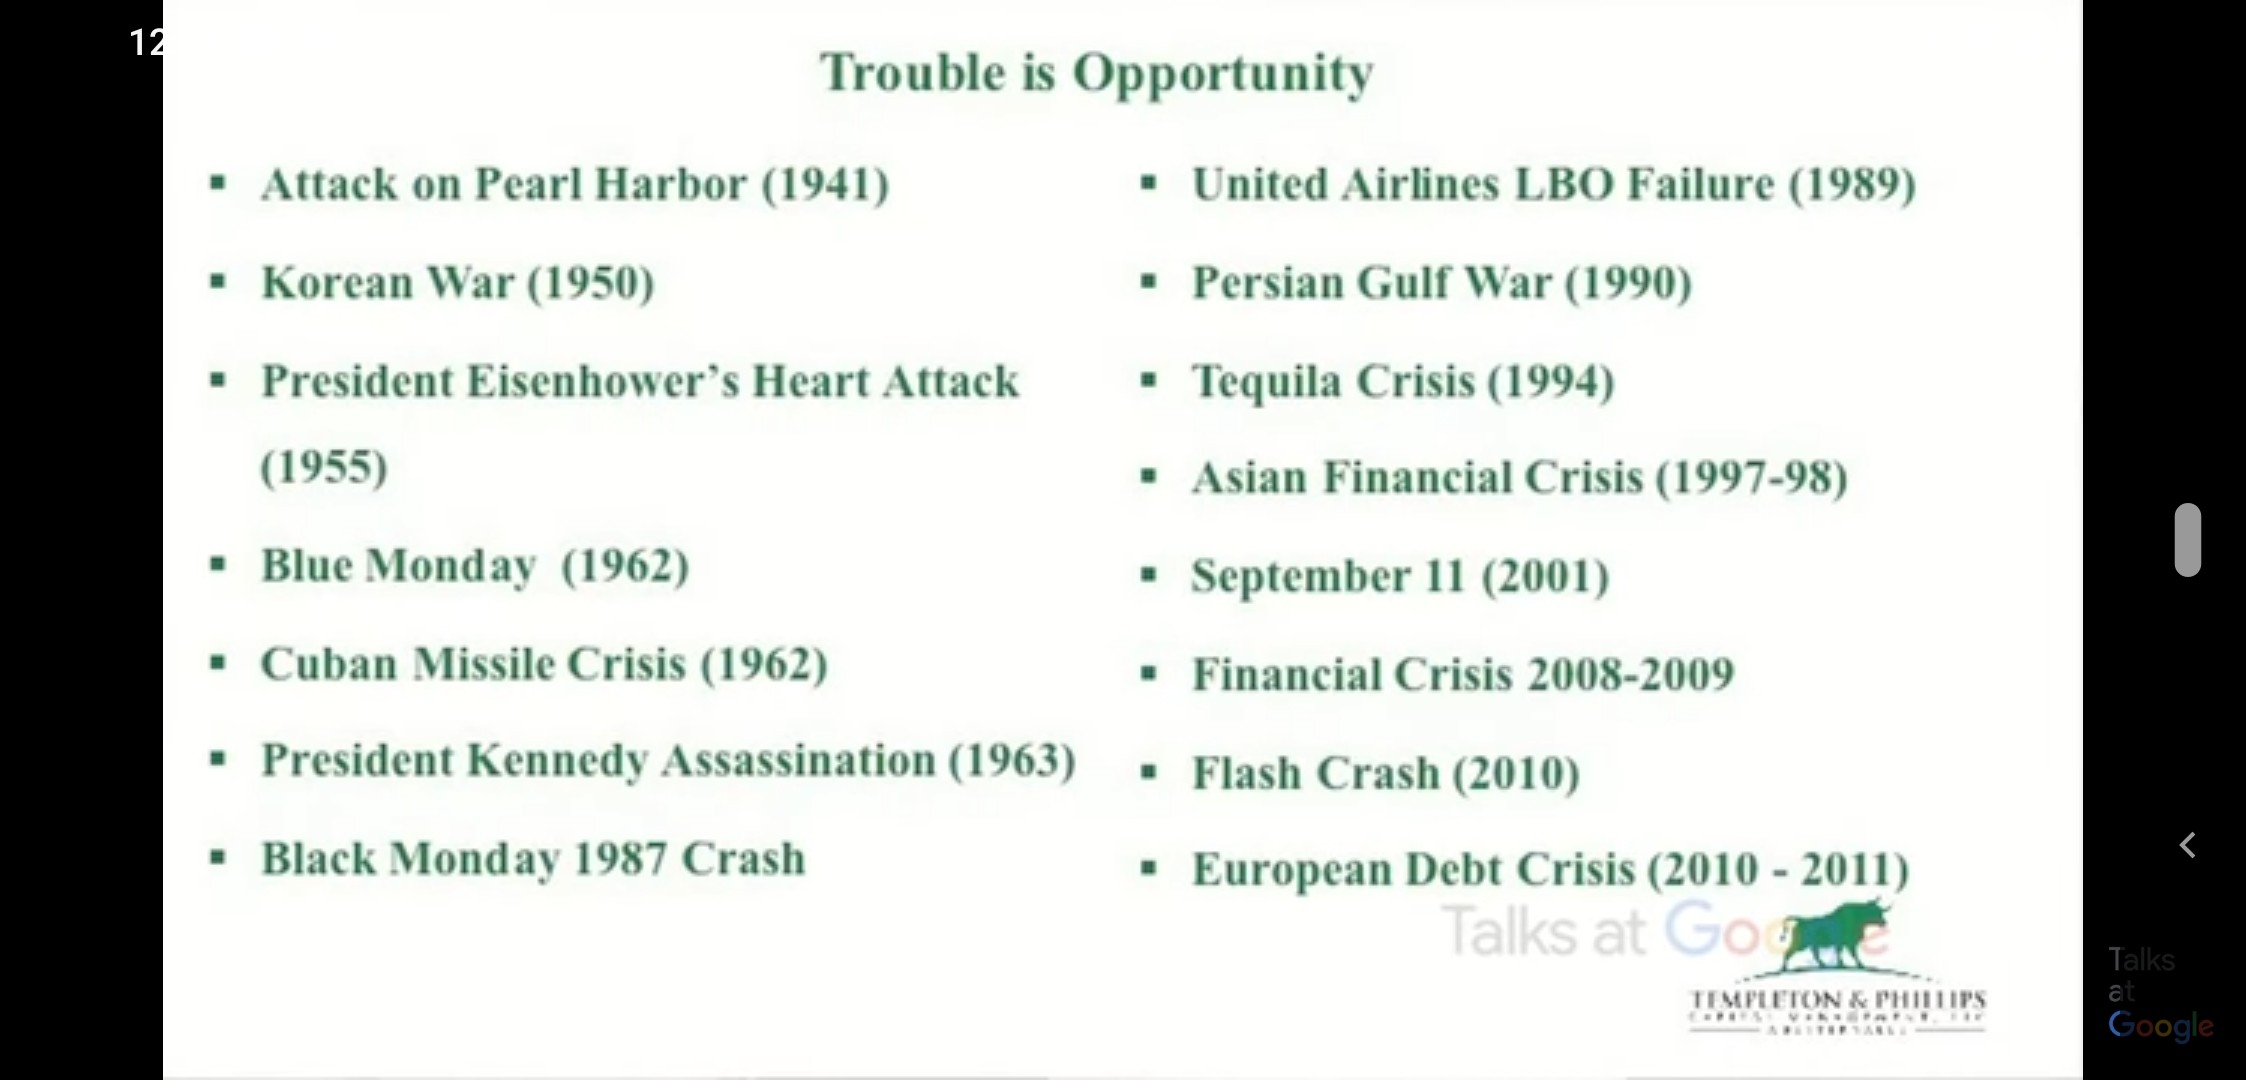 12
Trouble is Opportunity
▪ Attack on Pearl Harbor (1941)
▪ Korean War (1950)
▪ President Eisenhower’s Heart Attack
(1955)
▪ Blue Monday (1962)
▪ Cuban Missile Crisis (1962)
▪ President Kennedy Assassination (1963)
▪ Black Monday 1987 Crash
▪ United Airlines LBO Failure (1989)
▪ Persian Gulf War (1990)
▪ Tequila Crisis (1994)
▪ Asian Financial Crisis (1997-98)
▪ September 11 (2001)
▪ Financial Crisis 2008-2009
▪ Flash Crash (2010)
▪ European Debt Crisis (2010 - 2011)
Talks at Google
TEMPLETON & PHILLIPS
CAPITAL MANAGEMENT, LLC
Talks
at
Google